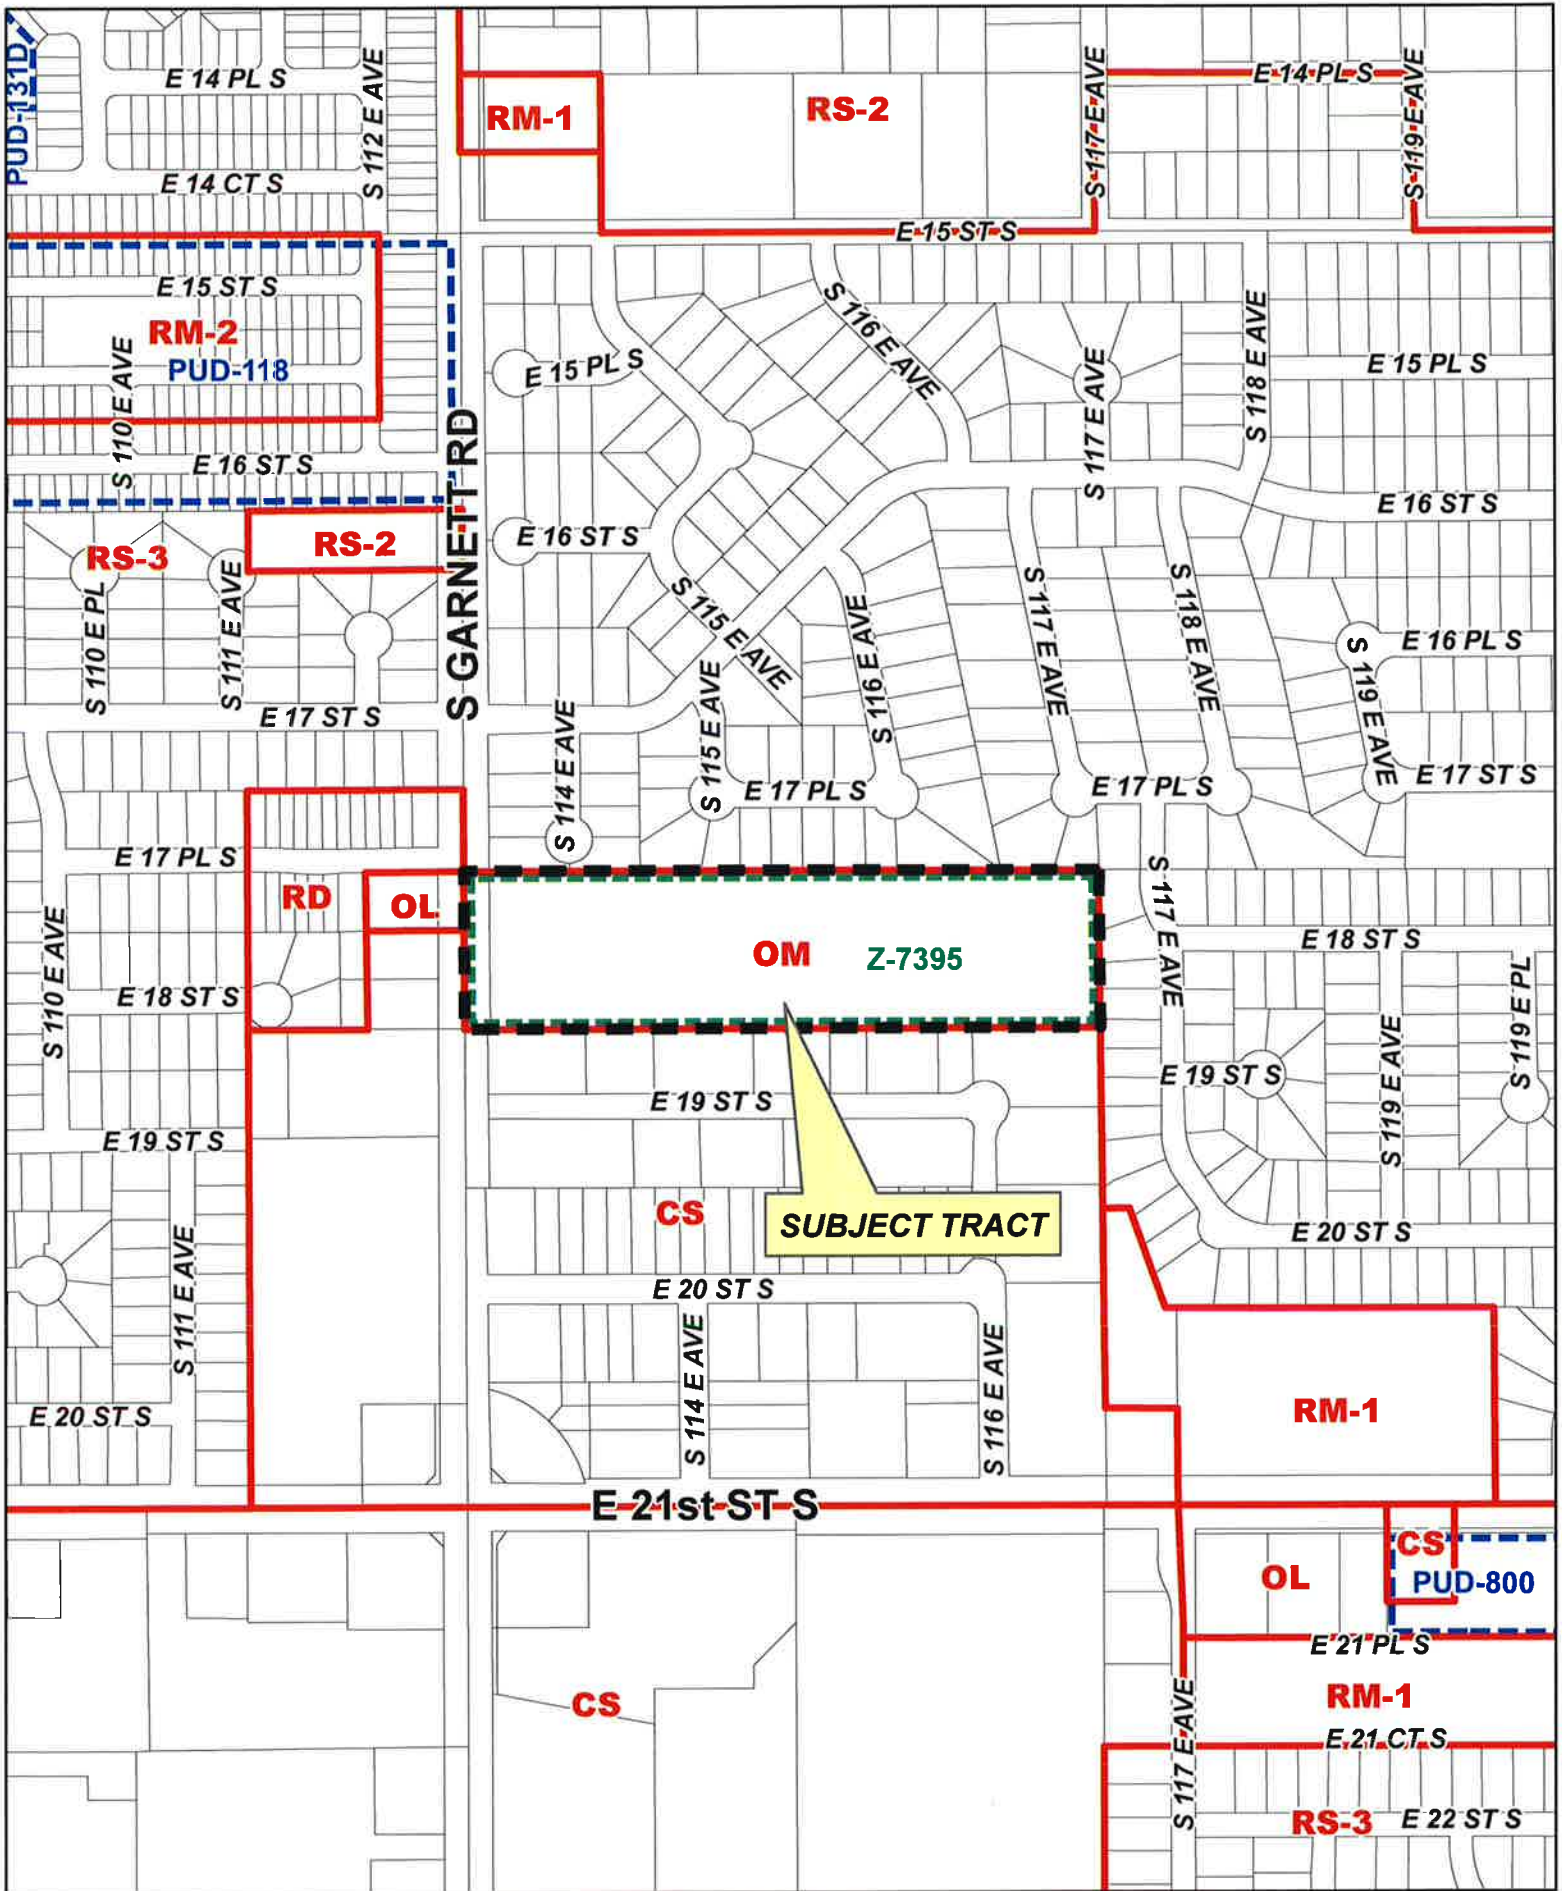 PUD-131D
E 14 PL S
S 112 E AVE
RM-1
RS-2
S 117 E AVE
E 14 PL S
S 119 E AVE
E 14 CT S
E 15 ST S
E 15 ST S
RM-2
PUD-118
S 110 E AVE
E 16 ST S
S GARNETT RD
E 15 PL S
S 116 E AVE
S 117 E AVE
S 118 E AVE
E 15 PL S
E 16 ST S
RS-3
RS-2
S 110 E PL
S 111 E AVE
E 16 ST S
S 115 E AVE
S 116 E AVE
S 117 E AVE
S 118 E AVE
S 119 E AVE
E 16 PL S
E 17 ST S
S 114 E AVE
S 115 E AVE
E 17 PL S
E 17 PL S
E 17 ST S
E 17 PL S
RD
OL
OM
Z-7395
S 117 E AVE
E 18 ST S
S 110 E AVE
E 18 ST S
S 119 E PL
S 119 E AVE
E 19 ST S
E 19 ST S
E 19 ST S
CS
SUBJECT TRACT
E 20 ST S
S 111 E AVE
E 20 ST S
S 114 E AVE
S 116 E AVE
RM-1
E 20 ST S
E 21st ST S
CS
OL
PUD-800
E 21 PL S
CS
RM-1
S 117 E AVE
E 21 CT S
RS-3
E 22 ST S